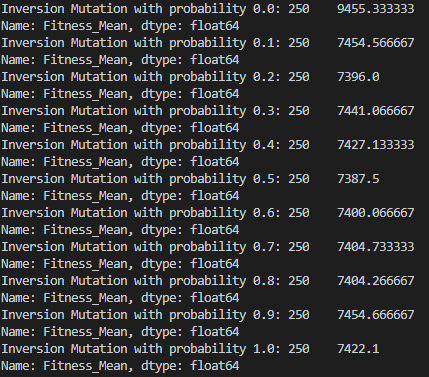 Inversion Mutation with probability 0.0: 250    9455.333333
Name: Fitness_Mean, dtype: float64
Inversion Mutation with probability 0.1: 250    7454.566667
Name: Fitness_Mean, dtype: float64
Inversion Mutation with probability 0.2: 250    7396.0
Name: Fitness_Mean, dtype: float64
Inversion Mutation with probability 0.3: 250    7441.066667
Name: Fitness_Mean, dtype: float64
Inversion Mutation with probability 0.4: 250    7427.133333
Name: Fitness_Mean, dtype: float64
Inversion Mutation with probability 0.5: 250    7387.5
Name: Fitness_Mean, dtype: float64
Inversion Mutation with probability 0.6: 250    7400.066667
Name: Fitness_Mean, dtype: float64
Inversion Mutation with probability 0.7: 250    7404.733333
Name: Fitness_Mean, dtype: float64
Inversion Mutation with probability 0.8: 250    7404.266667
Name: Fitness_Mean, dtype: float64
Inversion Mutation with probability 0.9: 250    7454.666667
Name: Fitness_Mean, dtype: float64
Inversion Mutation with probability 1.0: 250    7422.1
Name: Fitness_Mean, dtype: float64